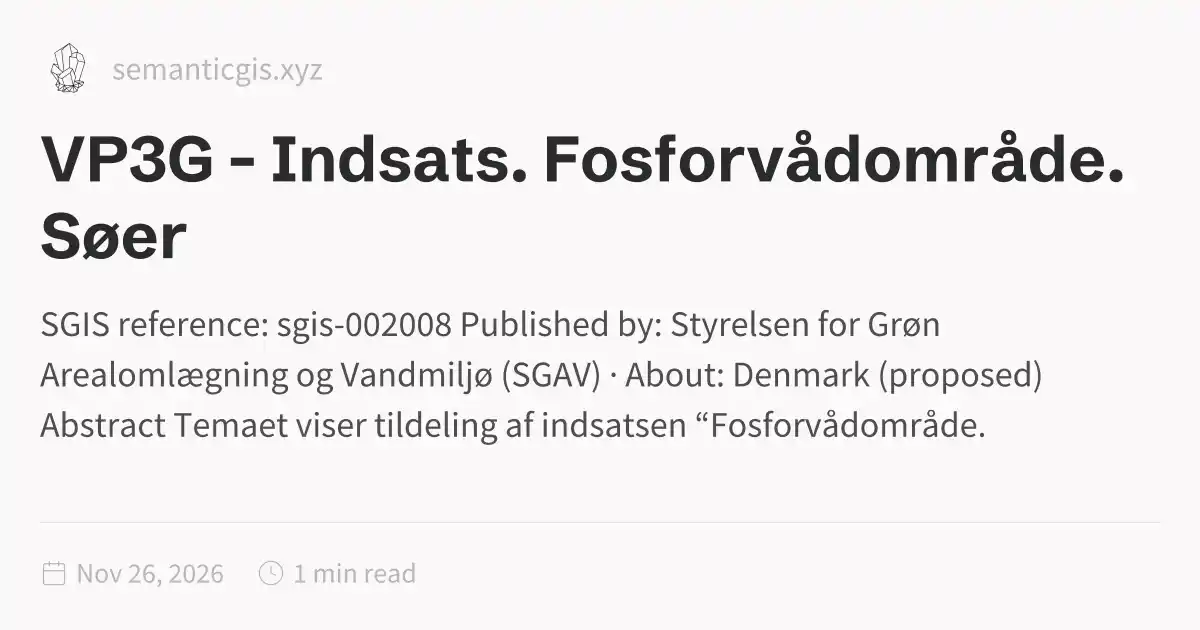 semanticgis.xyz
VP3G - Indsats. Fosforvådområde.
Søer
SGIS reference: sgis-002008 Published by: Styrelsen for Grøn
Arealomlægning og Vandmiljø (SGAV) · About: Denmark (proposed)
Abstract Temaet viser tildeling af indsatsen “Fosforvådområde.
Nov 26, 2026 1 min read